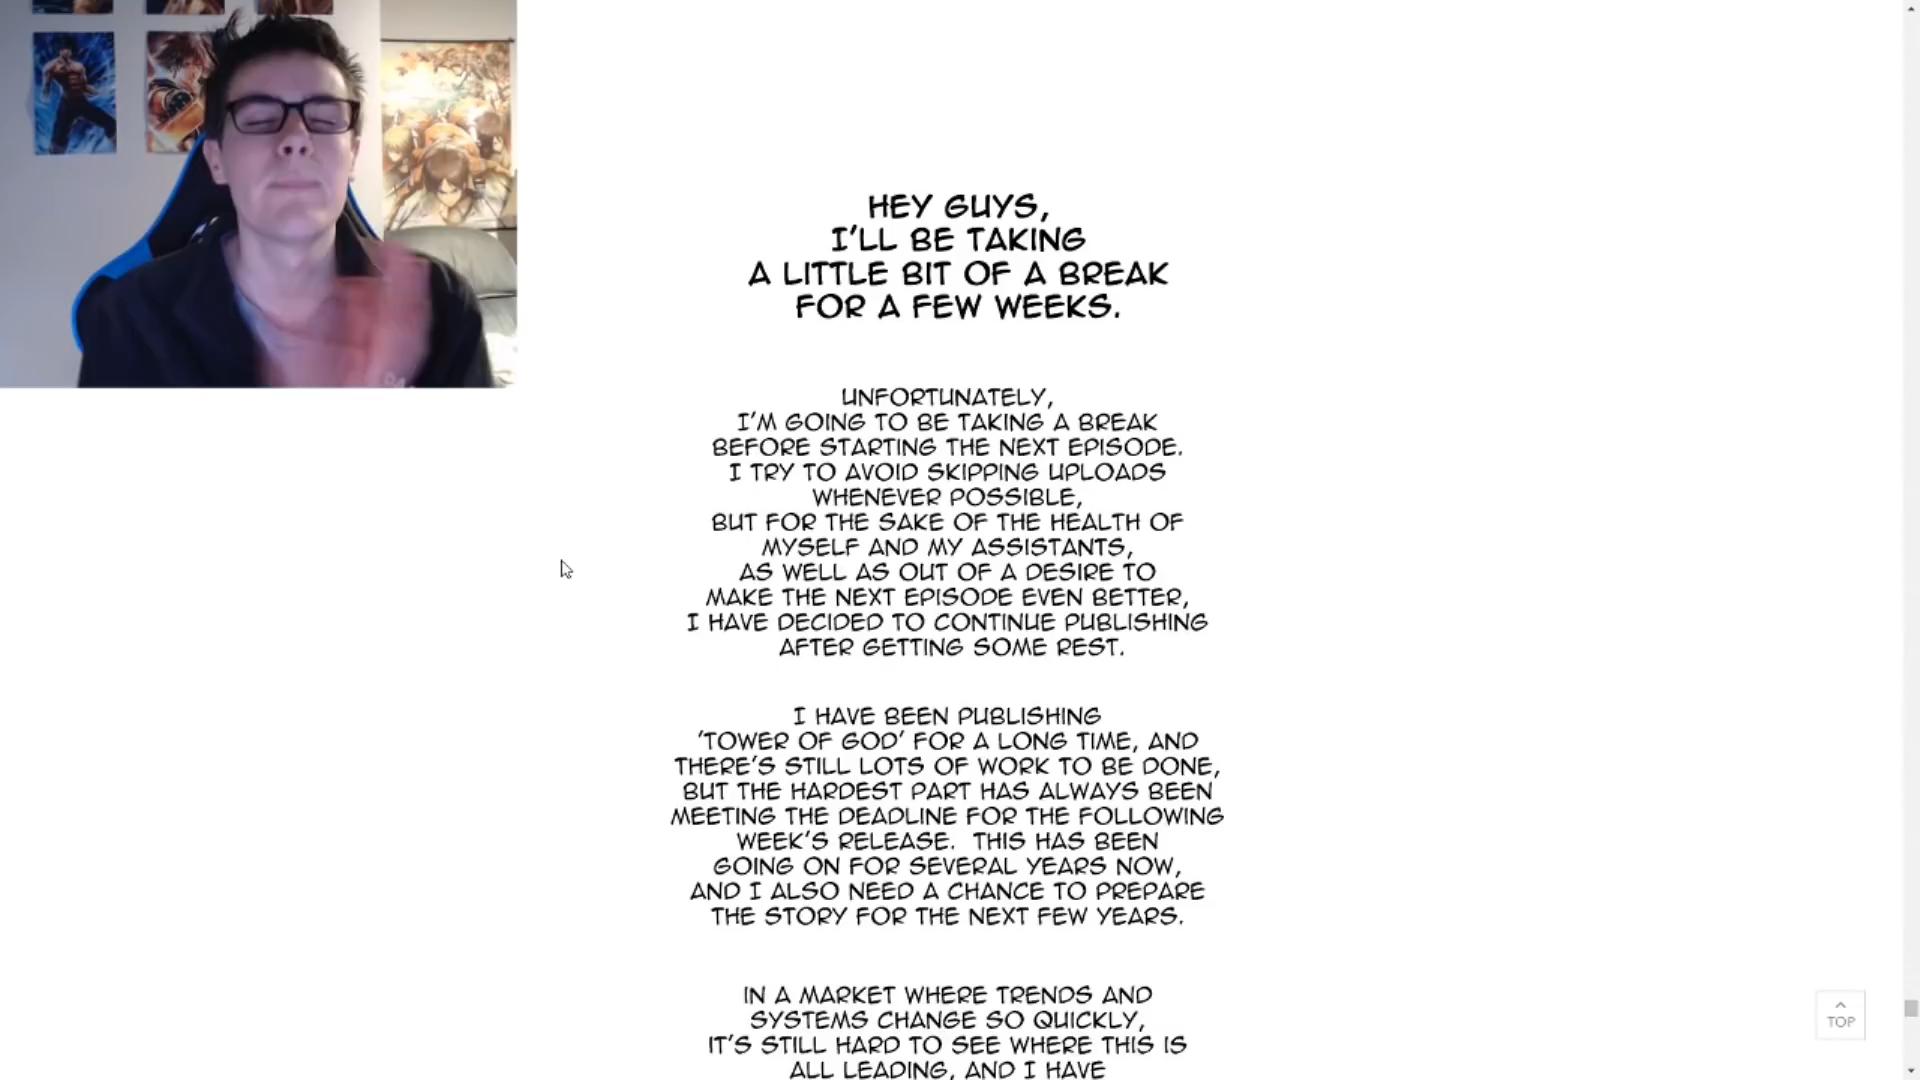 HEY GUYS,
I'LL BE TAKING
A LITTLE BIT OF A BREAK
FOR A FEW WEEKS.
UNFORTUNATELY,
I'M GOING TO BE TAKING A BREAK
BEFORE STARTING THE NEXT EPISODE.
I TRY TO AVOID SKIPPING UPLOADS
WHENEVER POSSIBLE,
BUT FOR THE SAKE OF THE HEALTH OF
MYSELF AND MY ASSISTANTS,
AS WELL AS OUT OF A DESIRE TO
MAKE THE NEXT EPISODE EVEN BETTER,
I HAVE DECIDED TO CONTINUE PUBLISHING
AFTER GETTING SOME REST.
I HAVE BEEN PUBLISHING
'TOWER OF GOD' FOR A LONG TIME, AND
THERE'S STILL LOTS OF WORK TO BE DONE,
BUT THE HARDEST PART HAS ALWAYS BEEN
MEETING THE DEADLINE FOR THE FOLLOWING
WEEK'S RELEASE. THIS HAS BEEN
GOING ON FOR SEVERAL YEARS NOW,
AND I ALSO NEED A CHANCE TO PREPARE
THE STORY FOR THE NEXT FEW YEARS.
IN A MARKET WHERE TRENDS AND
SYSTEMS CHANGE SO QUICKLY,
IT'S STILL HARD TO SEE WHERE THIS IS
ALL LEADING, AND I HAVE
TOP